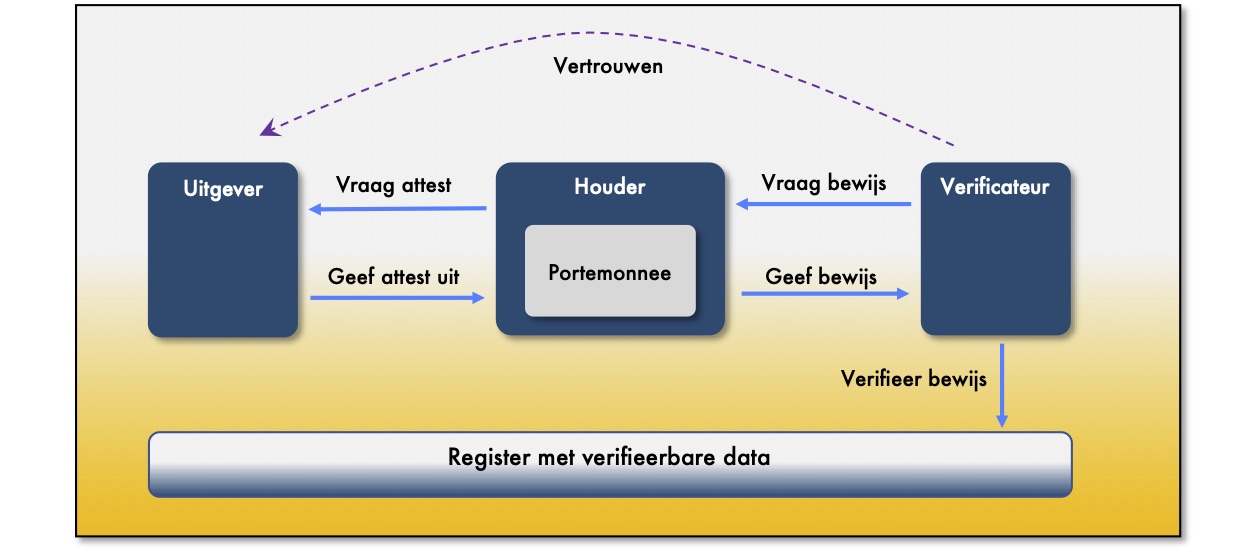 Vertrouwen
Uitgever
Vraag attest
Houder
Vraag bewijs
Verificateur
Portemonnee
Geef attest uit
Geef bewijs
Verifieer bewijs
Register met verifieerbare data